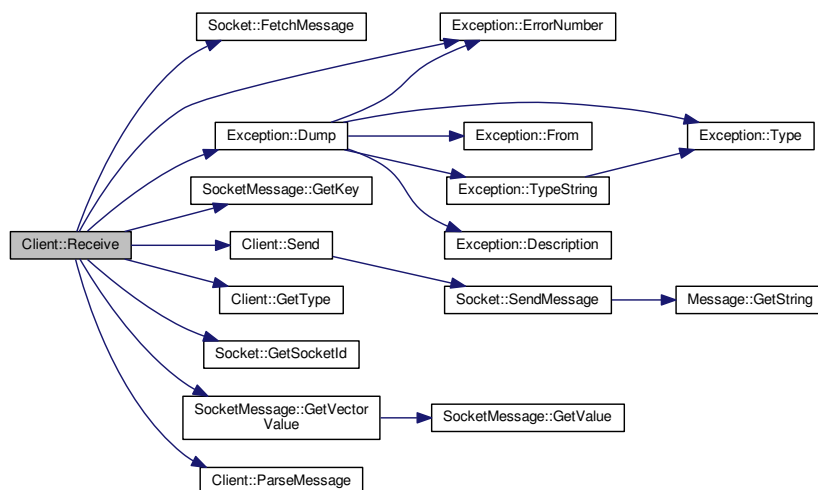 Socket::FetchMessage
Exception::ErrorNumber
Exception::Dump
Exception::From
Exception::Type
SocketMessage::GetKey
Exception::TypeString
Client::Receive
Client::Send
Exception::Description
Client::GetType
Socket::SendMessage
Message::GetString
Socket::GetSocketId
SocketMessage::GetVector
Value
SocketMessage::GetValue
Client::ParseMessage